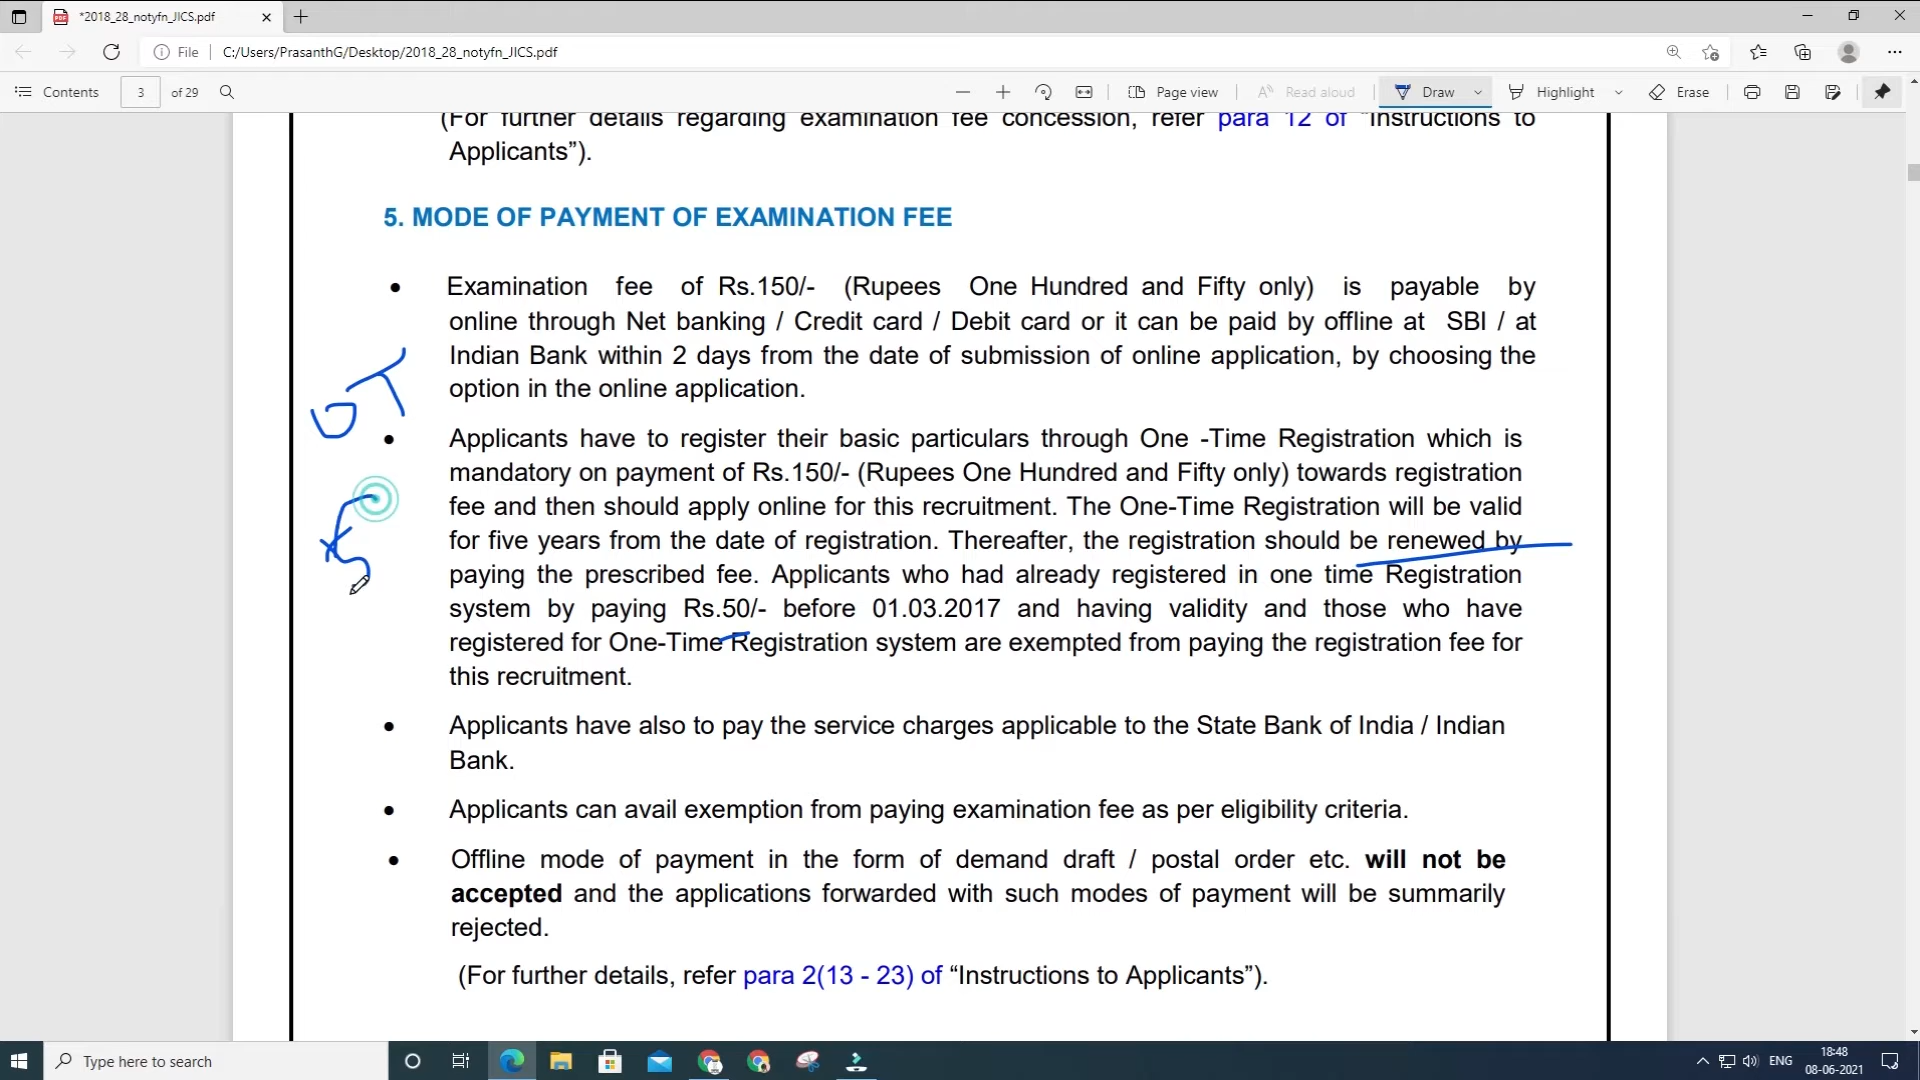 *2018_28_notyfn_JICS.pdf
File | C:/Users/PrasanthG/Desktop/2018_28_notyfn_JICS.pdf
Contents 3 of 29 Page view Read aloud Draw Highlight Erase
(For further details regarding examination fee concession, refer para 12 of “Instructions to
Applicants”).
5. MODE OF PAYMENT OF EXAMINATION FEE
• Examination fee of Rs.150/- (Rupees One Hundred and Fifty only) is payable by
online through Net banking / Credit card / Debit card or it can be paid by offline at SBI / at
Indian Bank within 2 days from the date of submission of online application, by choosing the
option in the online application.
• Applicants have to register their basic particulars through One -Time Registration which is
mandatory on payment of Rs.150/- (Rupees One Hundred and Fifty only) towards registration
fee and then should apply online for this recruitment. The One-Time Registration will be valid
for five years from the date of registration. Thereafter, the registration should be renewed by
paying the prescribed fee. Applicants who had already registered in one time Registration
system by paying Rs.50/- before 01.03.2017 and having validity and those who have
registered for One-Time Registration system are exempted from paying the registration fee for
this recruitment.
• Applicants have also to pay the service charges applicable to the State Bank of India / Indian
Bank.
• Applicants can avail exemption from paying examination fee as per eligibility criteria.
• Offline mode of payment in the form of demand draft / postal order etc. will not be
accepted and the applications forwarded with such modes of payment will be summarily
rejected.
(For further details, refer para 2(13 - 23) of “Instructions to Applicants”).
Type here to search
ENG
18:48
08-06-2021